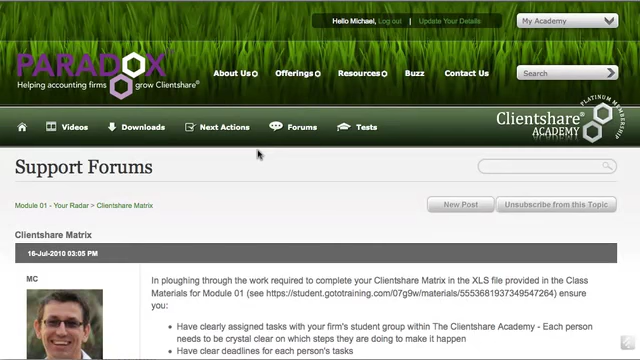 Hello Michael, Log out | Update Your Details
My Academy
PARADOX
Helping accounting firms grow Clientshare®
About Us
Offerings
Resources
Buzz
Contact Us
Search
Videos
Downloads
Next Actions
Forums
Tests
Clientshare®
ACADEMY
PLATINUM MEMBERSHIP
Support Forums
Module 01 - Your Radar > Clientshare Matrix
New Post
Unsubscribe from this Topic
Clientshare Matrix
16-Jul-2010 03:05 PM
MC
In ploughing through the work required to complete your Clientshare Matrix in the XLS file provided in the Class
Materials for Module 01 (see https://student.gototraining.com/07g9w/materials/5553681937349547264) ensure
you:
Have clearly assigned tasks with your firm's student group within The Clientshare Academy - Each person
needs to be crystal clear on which steps they are doing to make it happen
Have clear deadlines for each person's tasks